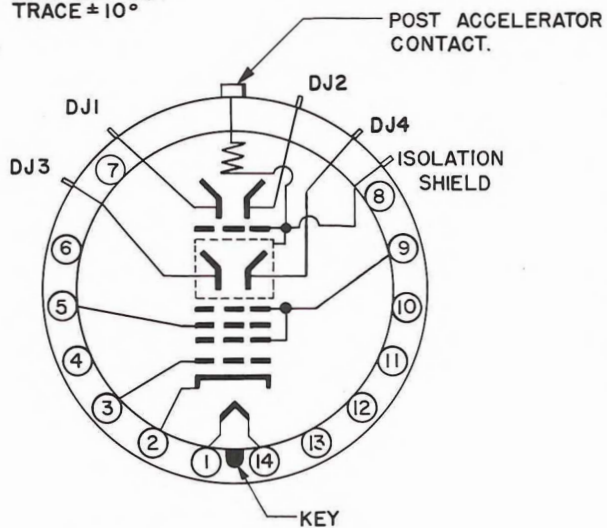 TRACE ± 10°
POST ACCELERATOR
CONTACT.
DJ2
DJ1
DJ4
DJ3
ISOLATION
SHIELD
7
8
6
9
5
10
4
11
3
12
2
13
1
14
KEY